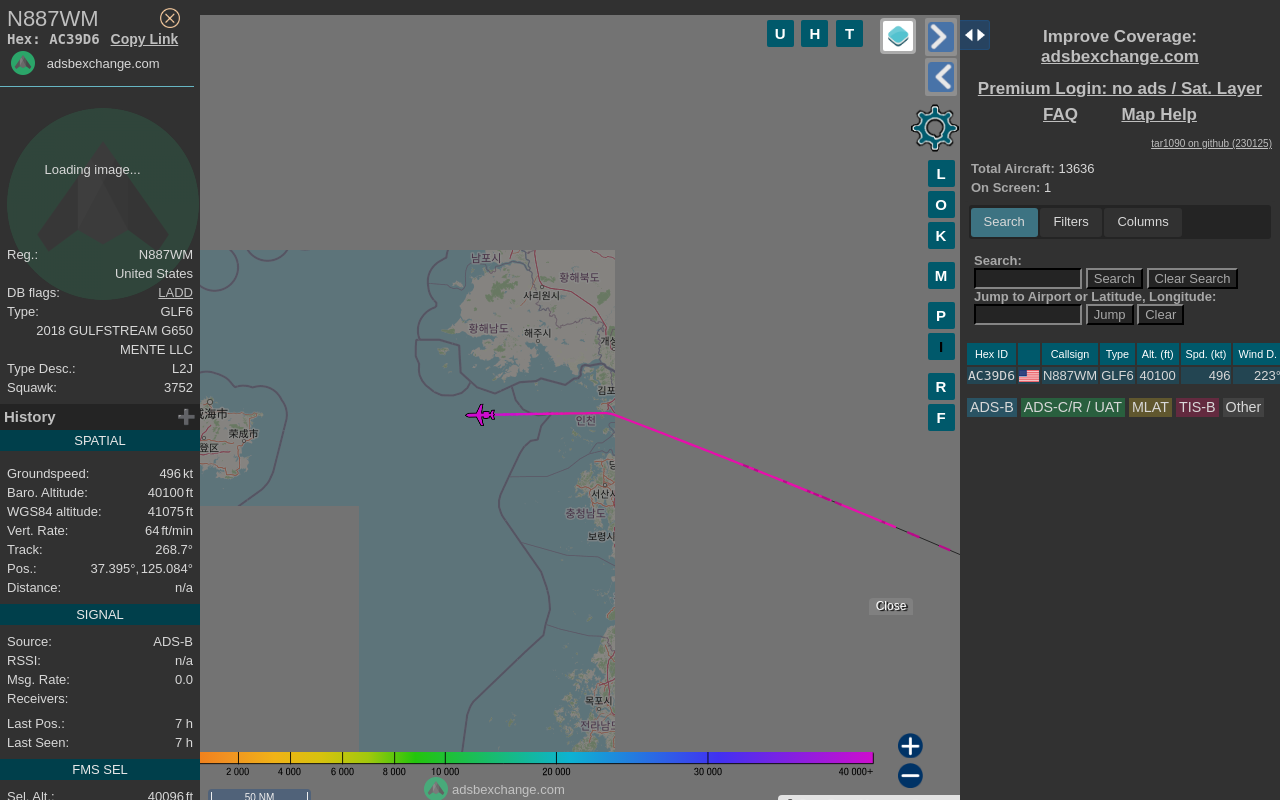 N887WM
Hex: AC39D6 Copy Link
adsbexchange.com
Loading image...
Reg.: N887WM
United States
DB flags: LADD
Type: GLF6
2018 GULFSTREAM G650
MENTE LLC
Type Desc.: L2J
Squawk: 3752
History
SPATIAL
Groundspeed: 496 kt
Baro. Altitude: 40100 ft
WGS84 altitude: 41075 ft
Vert. Rate: 64 ft/min
Track: 268.7°
Pos.: 37.395°, 125.084°
Distance: n/a
SIGNAL
Source: ADS-B
RSSI: n/a
Msg. Rate: 0.0
Receivers:
Last Pos.: 7 h
Last Seen: 7 h
FMS SEL
Sel. Alt.: 40096 ft
U H T
L
O
K
M
P
I
R
F
남포시
황해북도
사리원시
황해남도
해주시
개성
김포
인천
威海市
荣成市
登区
당
서산시
충청남도
보령시
목포시
전라남도
Close
2 000 4 000 6 000 8 000 10 000 20 000 30 000 40 000+
adsbexchange.com
50 NM
Improve Coverage:
adsbexchange.com
Premium Login: no ads / Sat. Layer
FAQ Map Help
tar1090 on github (230125)
Total Aircraft: 13636
On Screen: 1
Search Filters Columns
Search:
Search Clear Search
Jump to Airport or Latitude, Longitude:
Jump Clear
Hex ID Callsign Type Alt. (ft) Spd. (kt) Wind D.
AC39D6 N887WM GLF6 40100 496 223°
ADS-B ADS-C/R / UAT MLAT TIS-B Other